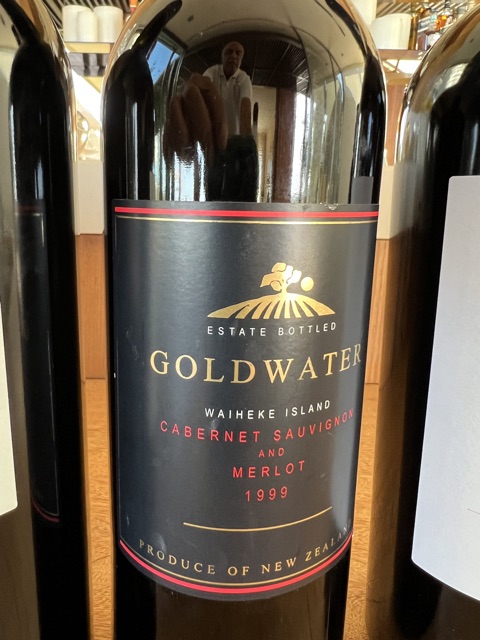 ESTATE BOTTLED
GOLDWATER
WAIHEKE ISLAND
CABERNET SAUVIGNON
AND
MERLOT
1999
PRODUCE OF NEW ZEALAND